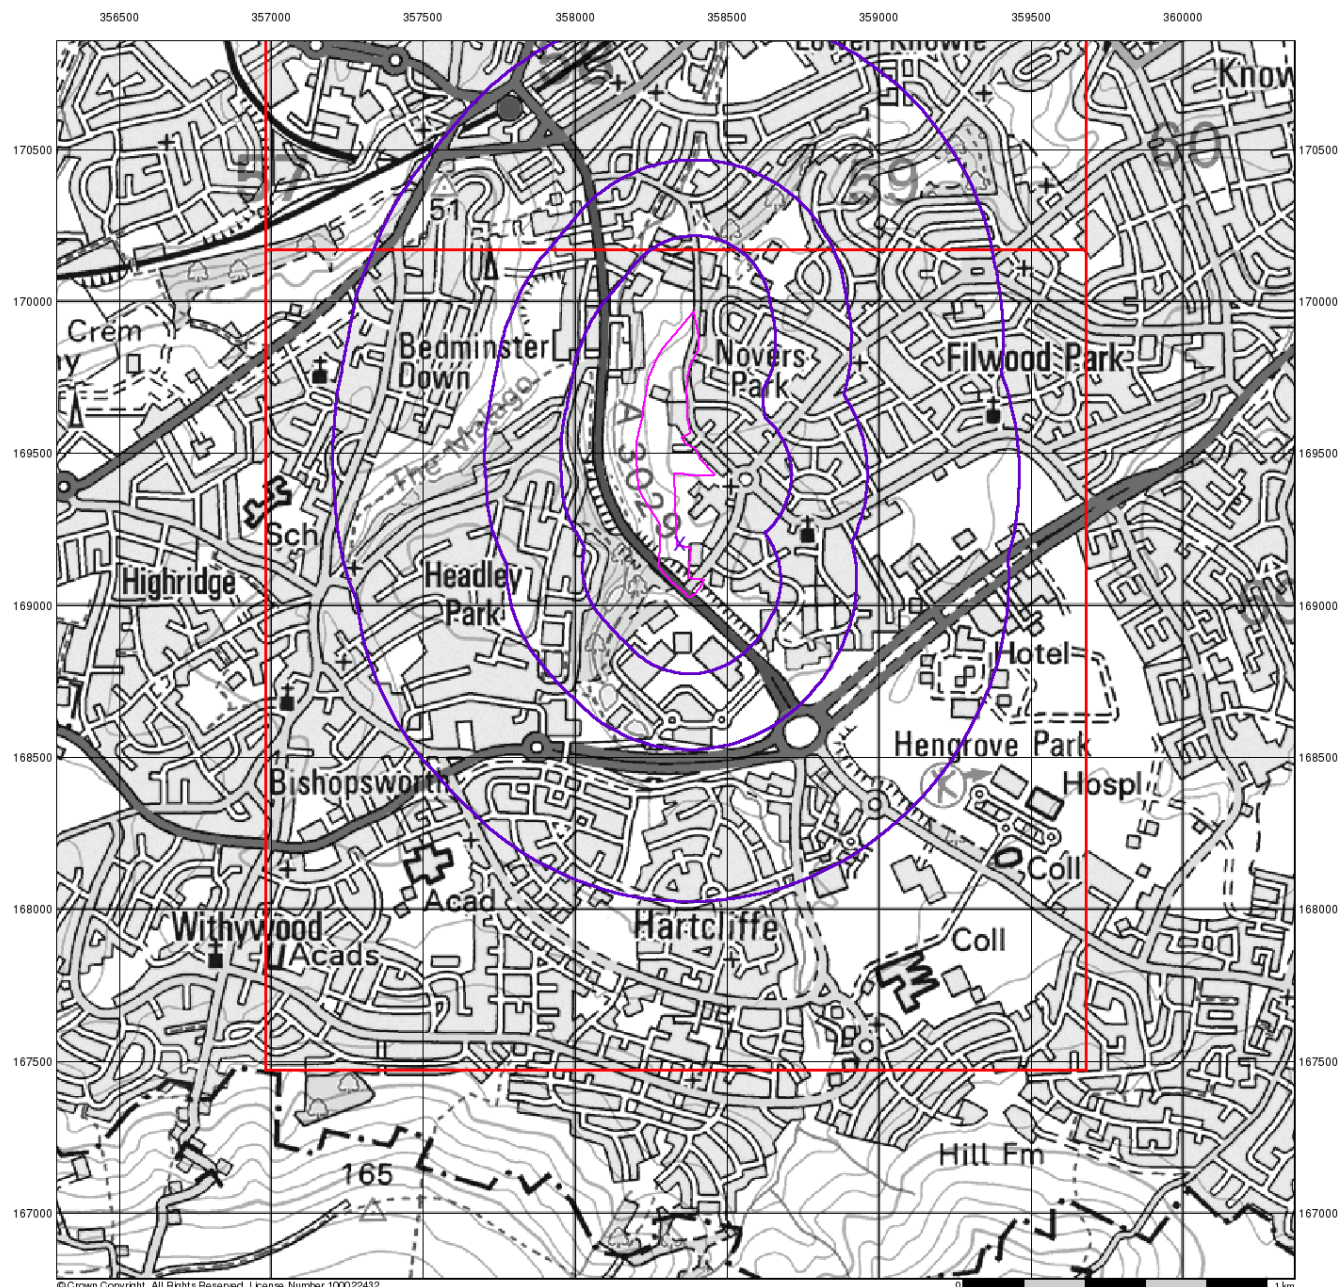 356500 357000 357500 358000 358500 359000 359500 360000
Lower Knowle
Know
170500 170500
57 59 60
51
170000 170000
Crem
Bedminster
Down
Novers
Park
Filwood Park
The Malago
A 3029
169500 169500
Sch
Highridge
Headley
Park
169000 169000
Hotel
Hengrove Park
168500 168500
Bishopsworth
Hospl
Coll
Acad
168000 168000
Withywood
Hartcliffe
Coll
Acads
167500 167500
Hill Fm
165
167000 167000
© Crown Copyright. All Rights Reserved. License Number 100022432
0 1 km